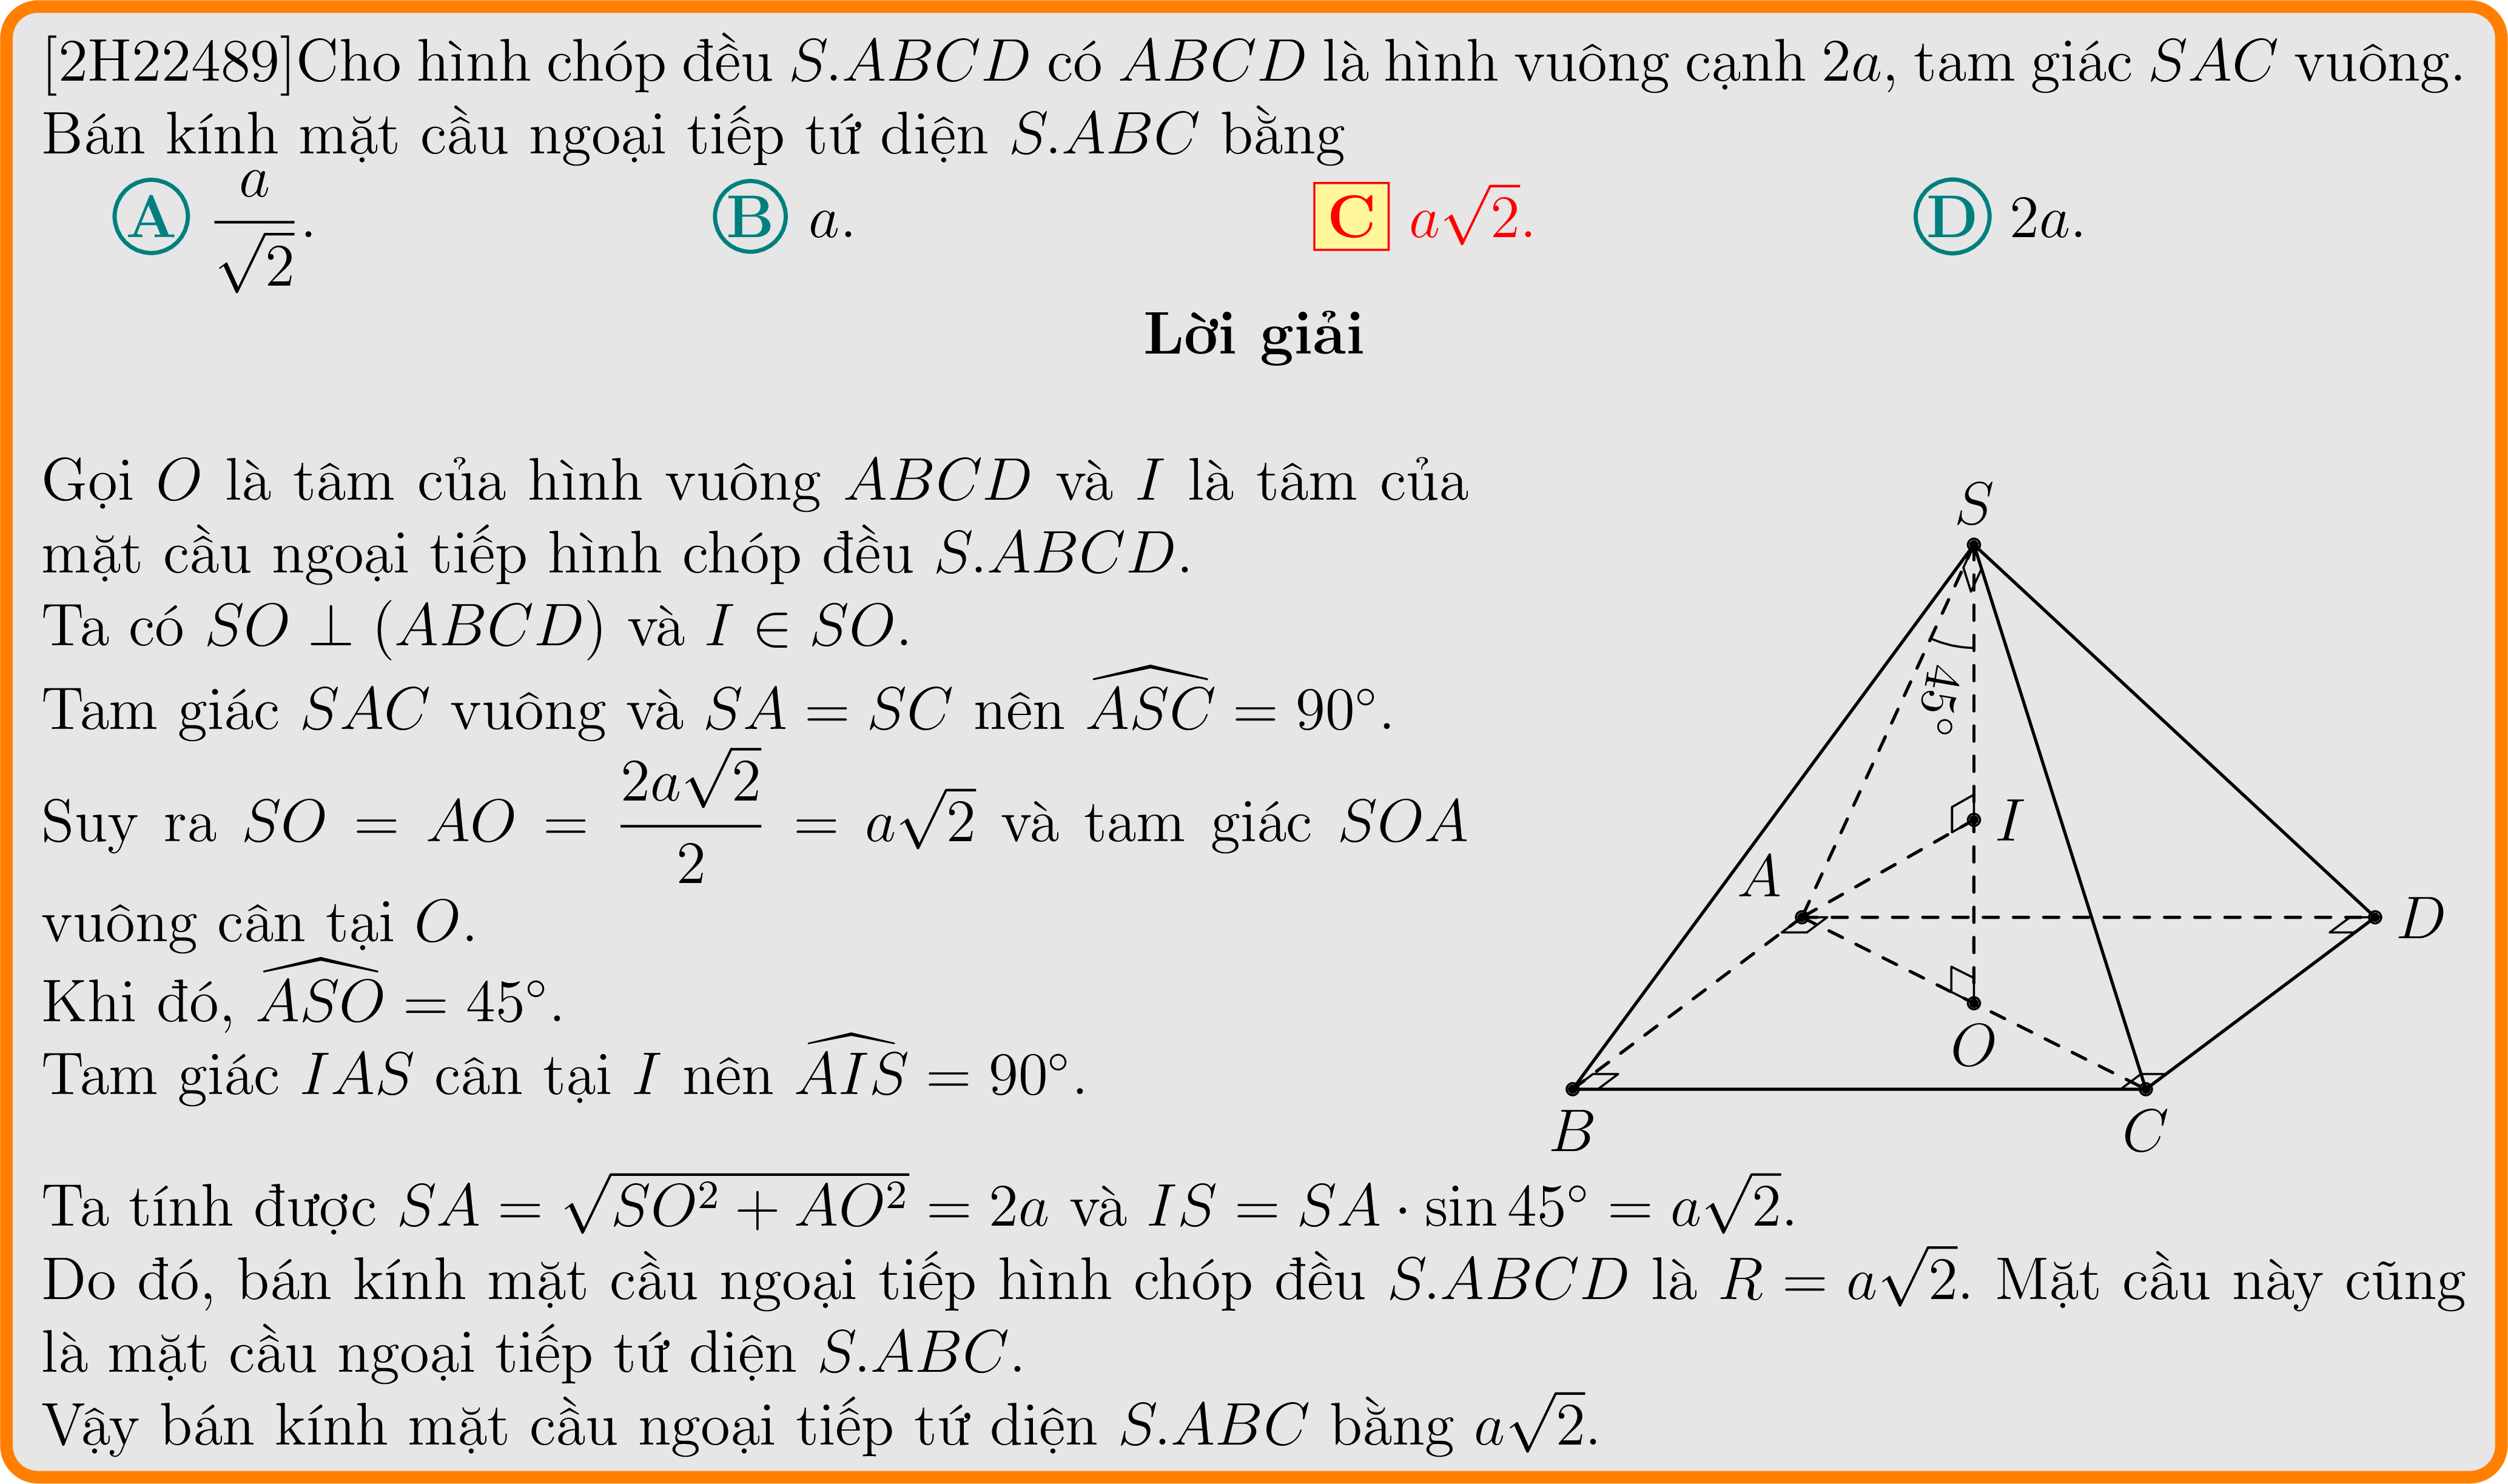 [2H22489]Cho hình chóp đều $S.ABCD$ có $ABCD$ là hình vuông cạnh $2a$, tam giác $SAC$ vuông.
Bán kính mặt cầu ngoại tiếp tứ diện $S.ABC$ bằng
A $\dfrac{a}{\sqrt{2}}$. B $a$. C $a\sqrt{2}$. D $2a$.
Lời giải
Gọi $O$ là tâm của hình vuông $ABCD$ và $I$ là tâm của
mặt cầu ngoại tiếp hình chóp đều $S.ABCD$.
Ta có $SO \perp (ABCD)$ và $I \in SO$.
Tam giác $SAC$ vuông và $SA = SC$ nên $\widehat{ASC} = 90^\circ$.
Suy ra $SO = AO = \dfrac{2a\sqrt{2}}{2} = a\sqrt{2}$ và tam giác $SOA$
vuông cân tại $O$.
Khi đó, $\widehat{ASO} = 45^\circ$.
Tam giác $IAS$ cân tại $I$ nên $\widehat{AIS} = 90^\circ$.
S
45°
I
A
D
O
B
C
Ta tính được $SA = \sqrt{SO^2 + AO^2} = 2a$ và $IS = SA \cdot \sin 45^\circ = a\sqrt{2}$.
Do đó, bán kính mặt cầu ngoại tiếp hình chóp đều $S.ABCD$ là $R = a\sqrt{2}$. Mặt cầu này cũng
là mặt cầu ngoại tiếp tứ diện $S.ABC$.
Vậy bán kính mặt cầu ngoại tiếp tứ diện $S.ABC$ bằng $a\sqrt{2}$.